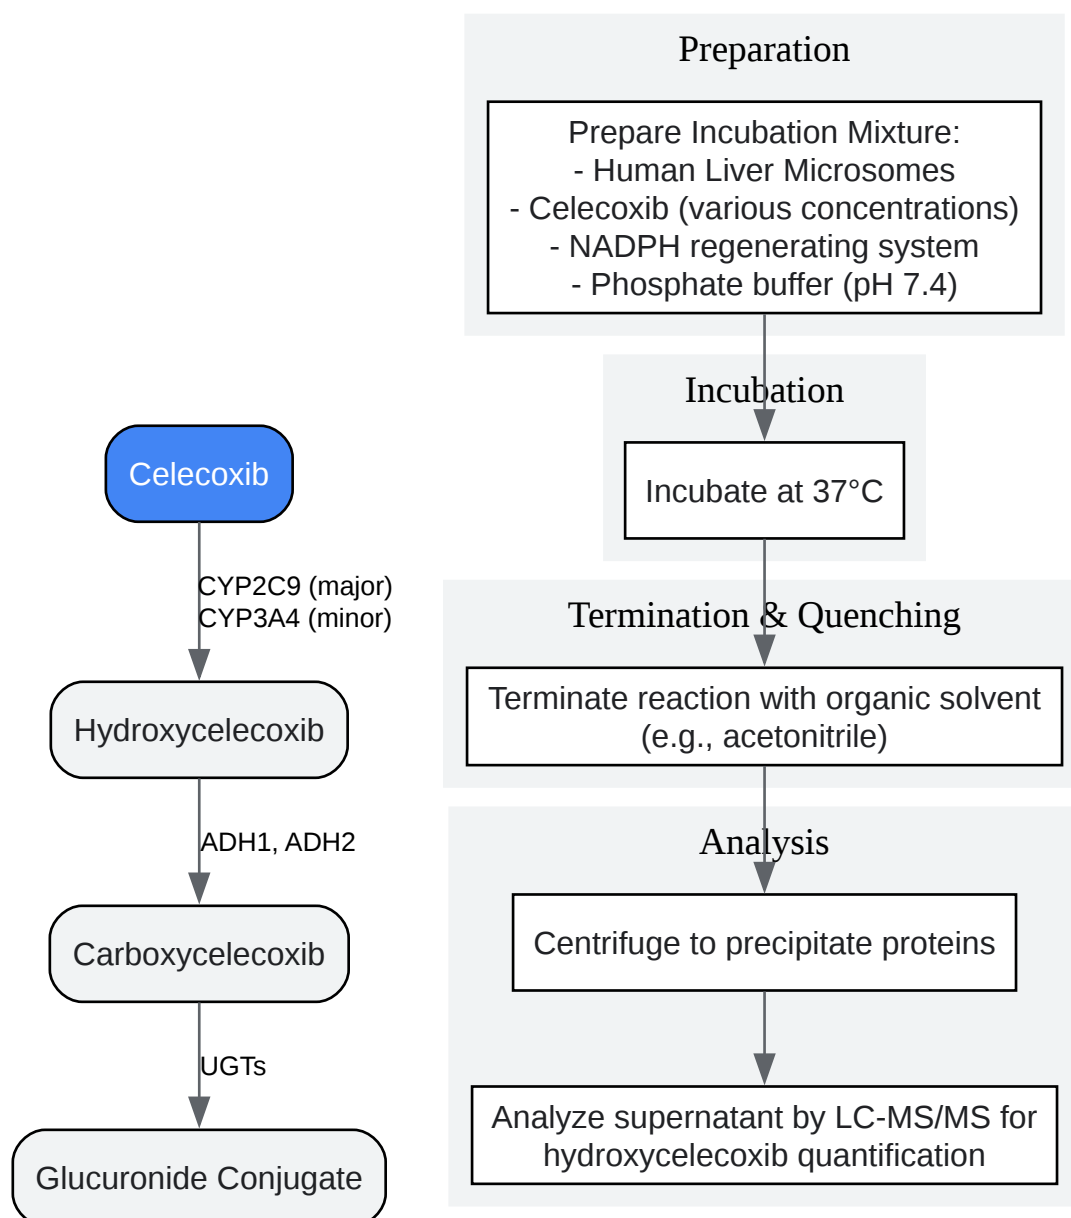 Preparation
Prepare Incubation Mixture:
- Human Liver Microsomes
- Celecoxib (various concentrations)
- NADPH regenerating system
- Phosphate buffer (pH 7.4)
Incubation
Incubate at 37°C
Termination & Quenching
Terminate reaction with organic solvent
(e.g., acetonitrile)
Analysis
Centrifuge to precipitate proteins
Analyze supernatant by LC-MS/MS for
hydroxycelecoxib quantification
Celecoxib
CYP2C9 (major)
CYP3A4 (minor)
Hydroxycelecoxib
ADH1, ADH2
Carboxycelecoxib
UGTs
Glucuronide Conjugate